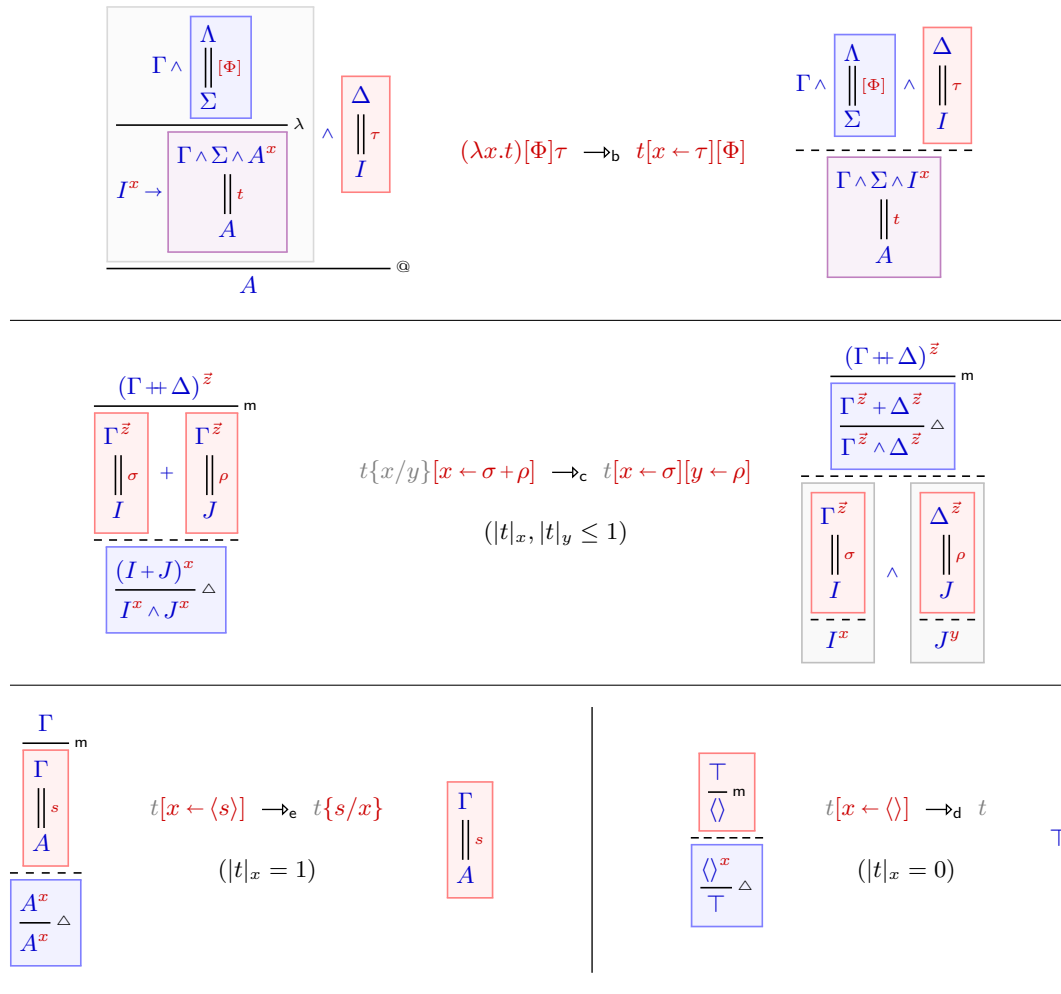 Λ
Γ ∧ ‖ [Φ]
Σ
λ
Γ ∧ Σ ∧ A^x
I^x → ‖ t
A
∧
Δ
‖ τ
I
@
A
(λx.t)[Φ]τ ⟶_b t[x ← τ][Φ]
Λ
Γ ∧ ‖ [Φ] ∧
Σ
Δ
‖ τ
I
Γ ∧ Σ ∧ I^x
‖ t
A
(Γ ⧺ Δ)^z⃗
m
Γ^z⃗ Γ^z⃗
‖ σ + ‖ ρ
I J
(I + J)^x
△
I^x ∧ J^x
t{x/y}[x ← σ + ρ] ⟶_c t[x ← σ][y ← ρ]
(|t|_x, |t|_y ≤ 1)
(Γ ⧺ Δ)^z⃗
m
Γ^z⃗ + Δ^z⃗
△
Γ^z⃗ ∧ Δ^z⃗
Γ^z⃗ Δ^z⃗
‖ σ ∧ ‖ ρ
I J
I^x J^y
Γ
m
Γ
‖ s
A
A^x
△
A^x
t[x ← ⟨s⟩] ⟶_e t{s/x}
(|t|_x = 1)
Γ
‖ s
A
⊤
m
⟨⟩
⟨⟩^x
△
⊤
t[x ← ⟨⟩] ⟶_d t
(|t|_x = 0)
⊤